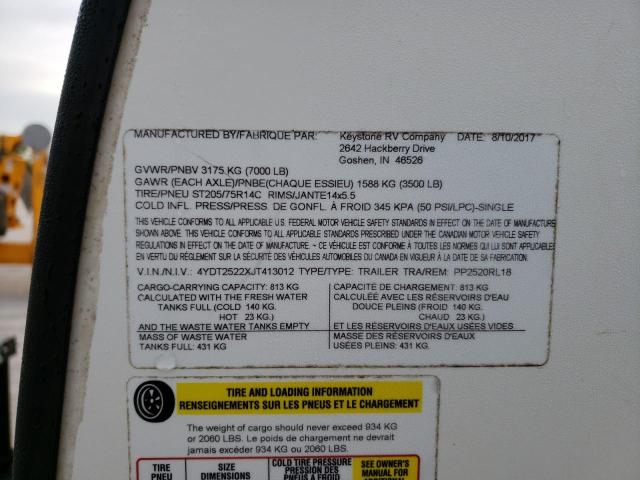 MANUFACTURED BY/FABRIQUE PAR: Keystone RV Company DATE: 8/10/2017
2642 Hackberry Drive
Goshen, IN 46526
GVWR/PNBV 3175 KG (7000 LB)
GAWR (EACH AXLE)/PNBE(CHAQUE ESSIEU) 1588 KG (3500 LB)
TIRE/PNEU ST205/75R14C RIMS/JANTE14x5.5
COLD INFL. PRESS/PRESS. DE GONFL. À FROID 345 KPA (50 PSI/LPC)-SINGLE
THIS VEHICLE CONFORMS TO ALL APPLICABLE U.S. FEDERAL MOTOR VEHICLE SAFETY STANDARDS IN EFFECT ON THE DATE OF MANUFACTURE
SHOWN ABOVE. THIS VEHICLE CONFORMS TO ALL APPLICABLE STANDARDS PRESCRIBED UNDER THE CANADIAN MOTOR VEHICLE SAFETY
REGULATIONS IN EFFECT ON THE DATE OF MANUFACTURE - CE VÉHICULE EST CONFORME À TOUTES LES NORMES QUI LUI SONT APPLICABLES
EN VERTU DU RÈGLEMENT SUR LA SÉCURITÉ DES VÉHICULES AUTOMOBILES DU CANADA EN VIGUEUR À LA DATE DE SA FABRICATION.
V.I.N./N.I.V.: 4YDT2522XJT413012 TYPE/TYPE: TRAILER TRA/REM: PP2520RL18
CARGO-CARRYING CAPACITY: 813 KG
CALCULATED WITH THE FRESH WATER
TANKS FULL (COLD 140 KG.
HOT 23 KG.)
AND THE WASTE WATER TANKS EMPTY
MASS OF WASTE WATER
TANKS FULL: 431 KG
CAPACITÉ DE CHARGEMENT: 813 KG
CALCULÉE AVEC LES RÉSERVOIRS D'EAU
DOUCE PLEINS (FROID 140 KG.
CHAUD 23 KG.)
ET LES RÉSERVOIRS D'EAUX USÉES VIDES
MASSE DES RÉSERVOIRS D'EAUX
USÉES PLEINS: 431 KG.
TIRE AND LOADING INFORMATION
RENSEIGNEMENTS SUR LES PNEUS ET LE CHARGEMENT
The weight of cargo should never exceed 934 KG
or 2060 LBS. Le poids de chargement ne devrait
jamais excéder 934 KG ou 2060 LBS.
TIRE
PNEU
SIZE
DIMENSIONS
COLD TIRE PRESSURE
PRESSION DES
PNEUS À FROID
SEE OWNER'S
MANUAL FOR
ADDITIONAL